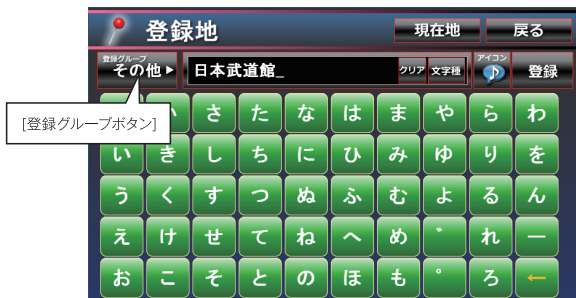 登録地 現在地 戻る
登録グループ アイコン
その他▶ 日本武道館_ クリア 文字種 登録
さ た な は ま や ら わ
[登録グループボタン]
い き し ち に ひ み ゆ り を
う く す つ ぬ ふ む よ る ん
え け せ て ね へ め ゛ れ ー
お こ そ と の ほ も ゜ ろ ←